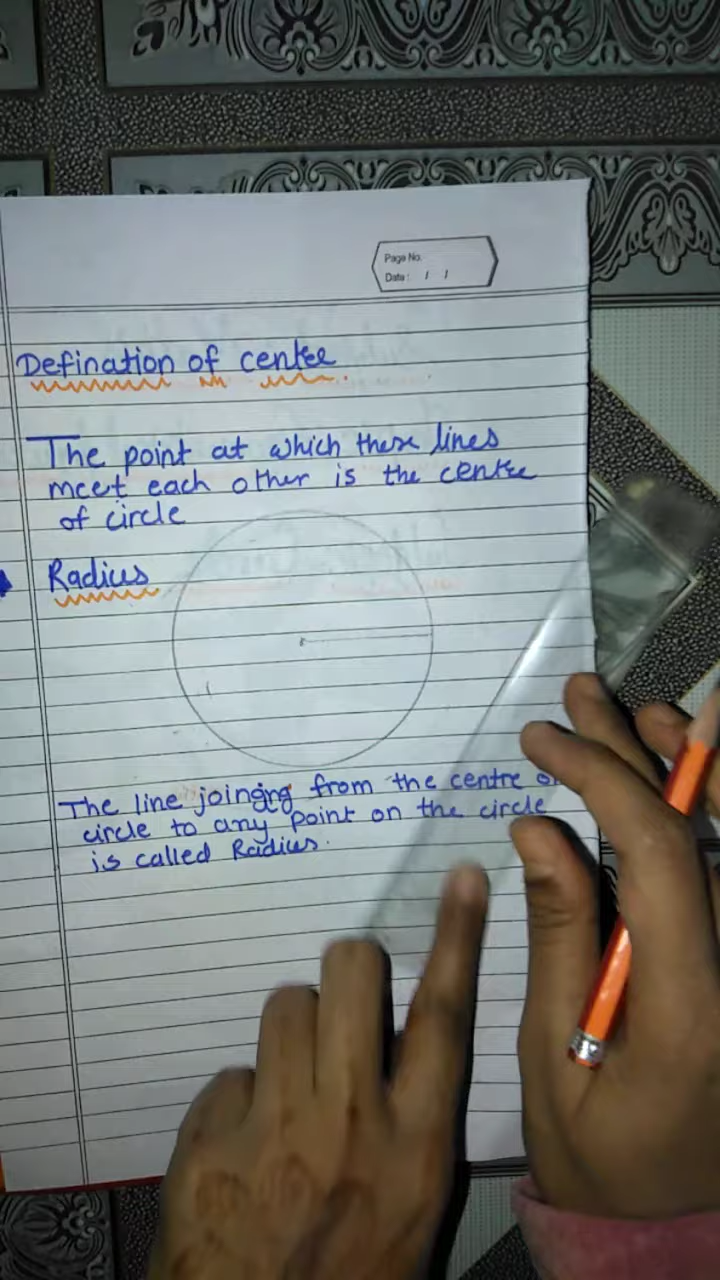 Page No.
Date : / /
Defination of centre
The point at which these lines
meet each other is the centre
of circle
Radius
The line joinging from the centre of
circle to any point on the circle
is called Radius.